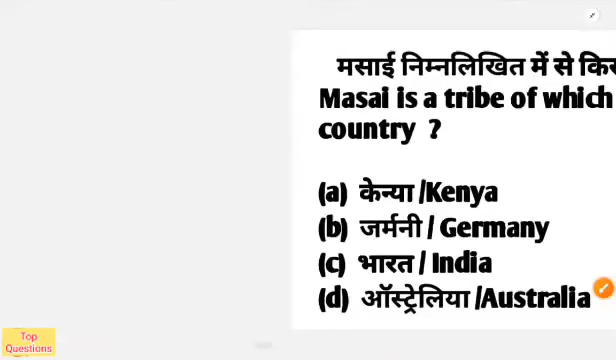 मसाई निम्नलिखित में से
Masai is a tribe of which
country ?
(a) केन्या /Kenya
(b) जर्मनी / Germany
(c) भारत / India
(d) ऑस्ट्रेलिया /Australia
Top
Questions